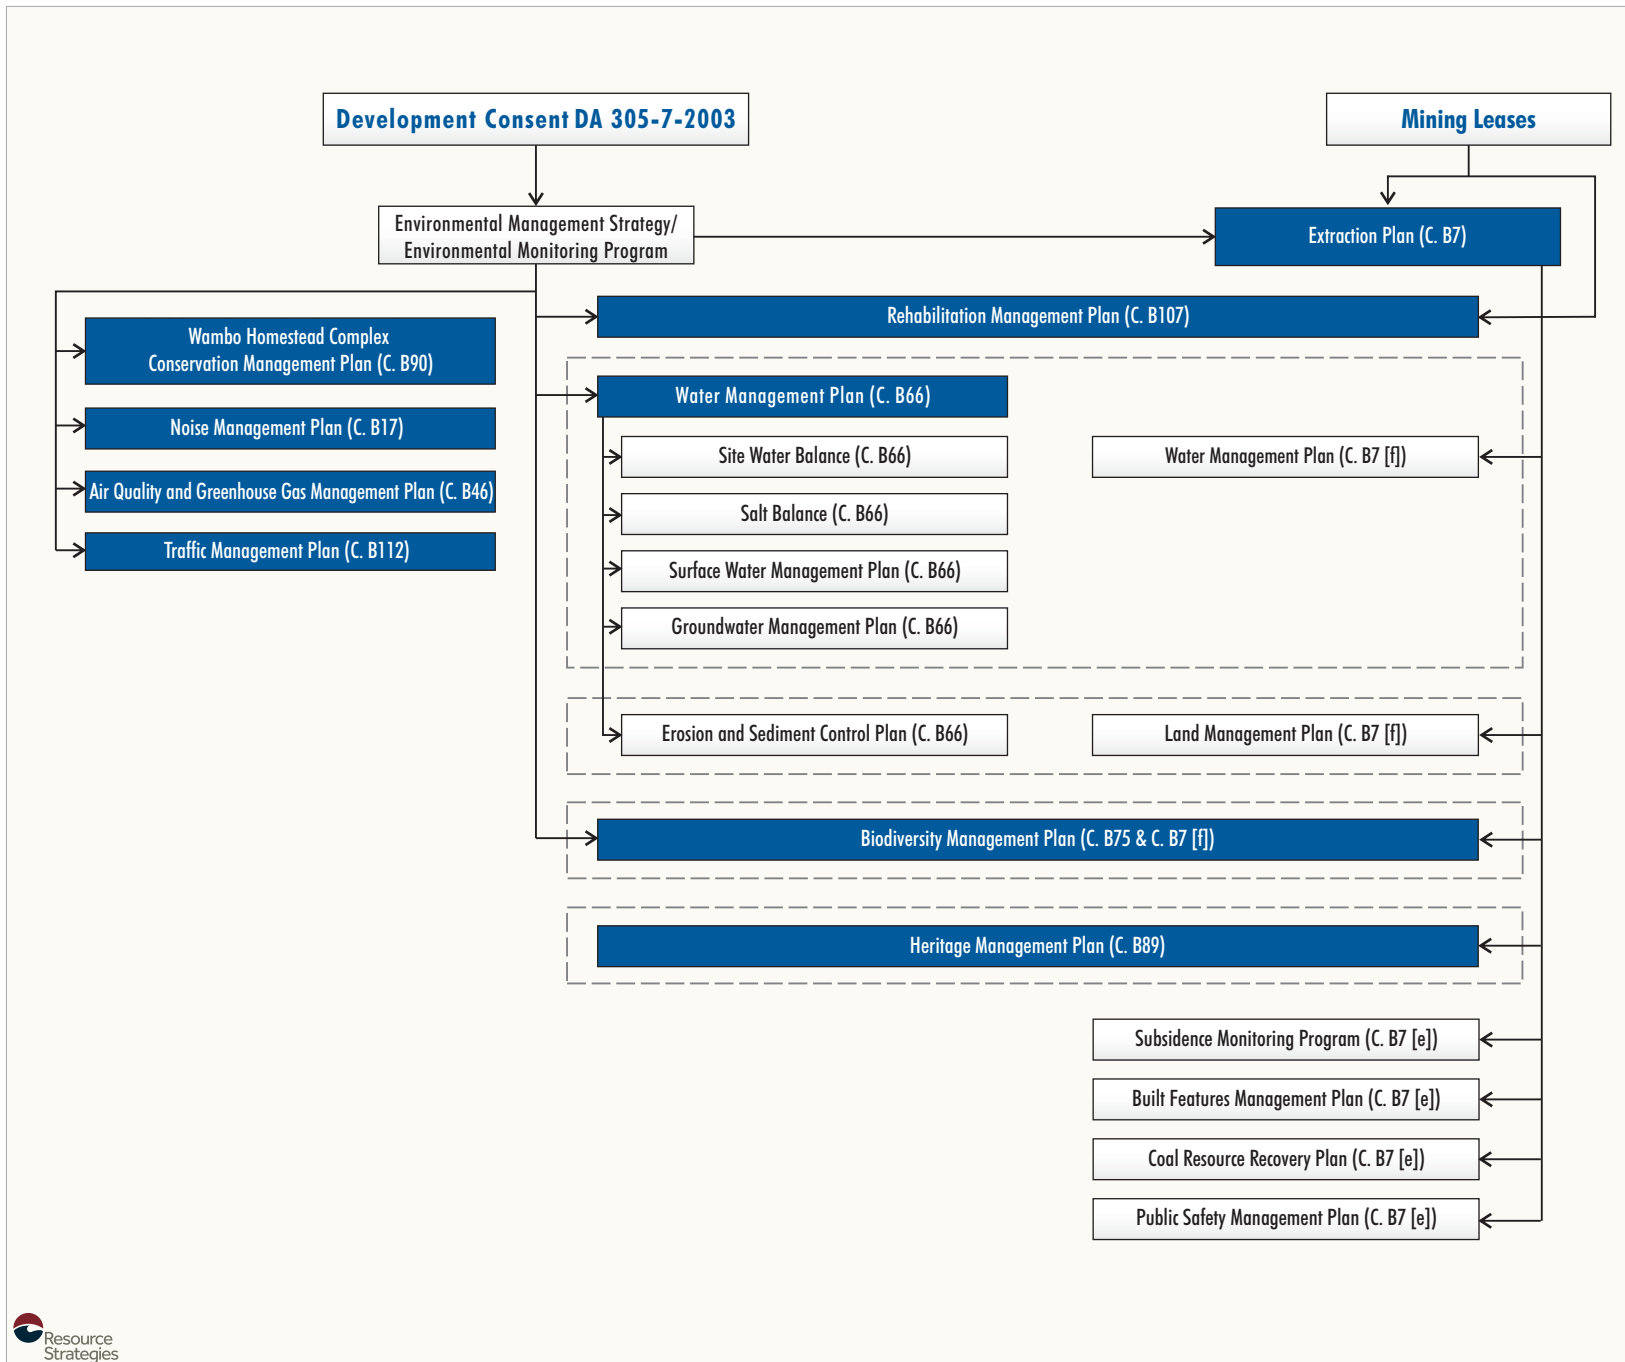 Development Consent DA 305-7-2003
Mining Leases
Environmental Management Strategy/
Environmental Monitoring Program
Extraction Plan (C. B7)
Rehabilitation Management Plan (C. B107)
Wambo Homestead Complex
Conservation Management Plan (C. B90)
Noise Management Plan (C. B17)
Air Quality and Greenhouse Gas Management Plan (C. B46)
Traffic Management Plan (C. B112)
Water Management Plan (C. B66)
Site Water Balance (C. B66)
Water Management Plan (C. B7 [f])
Salt Balance (C. B66)
Surface Water Management Plan (C. B66)
Groundwater Management Plan (C. B66)
Erosion and Sediment Control Plan (C. B66)
Land Management Plan (C. B7 [f])
Biodiversity Management Plan (C. B75 & C. B7 [f])
Heritage Management Plan (C. B89)
Subsidence Monitoring Program (C. B7 [e])
Built Features Management Plan (C. B7 [e])
Coal Resource Recovery Plan (C. B7 [e])
Public Safety Management Plan (C. B7 [e])
Resource
Strategies